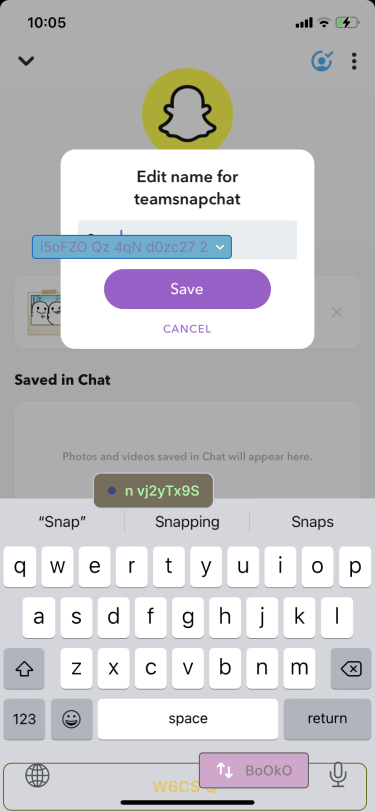 10:05
Edit name for
teamsnapchat
i5oFZO Qz 4qN d0zc27 2
Save
CANCEL
Saved in Chat
Photos and videos saved in Chat will appear here.
n vj2yTx9S
“Snap” Snapping Snaps
q w e r t y u i o p
a s d f g h j k l
z x c v b n m
123 space return
BoOkO